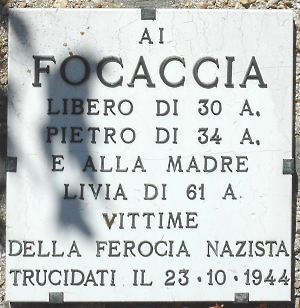 AI
FOCACCIA
LIBERO DI 30 A.
PIETRO DI 34 A.
E ALLA MADRE
LIVIA DI 61 A
VITTIME
DELLA FEROCIA NAZISTA
TRUCIDATI IL 23·10·1944